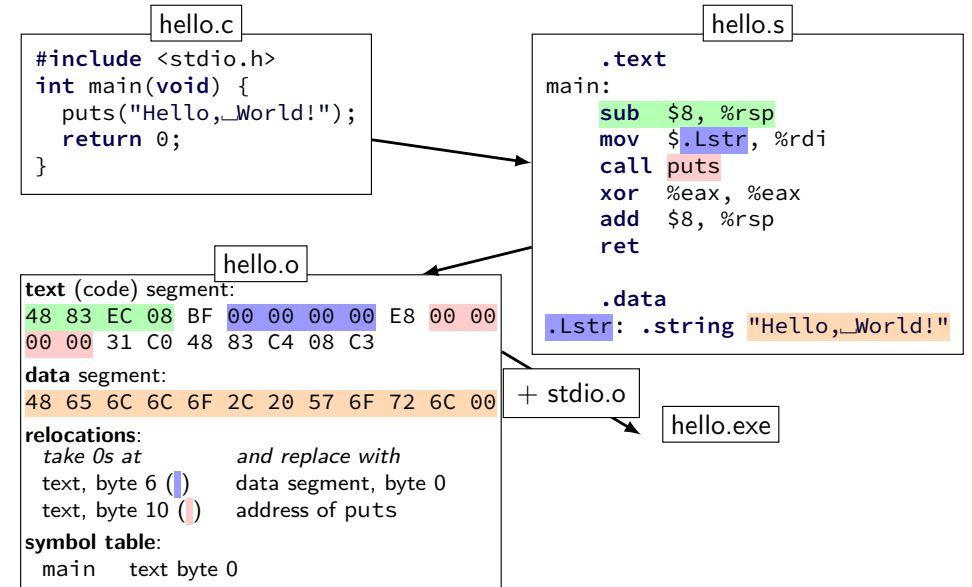 hello.c
#include <stdio.h>
int main(void) {
  puts("Hello,␣World!");
  return 0;
}
hello.s
    .text
main:
    sub  $8, %rsp
    mov  $.Lstr, %rdi
    call puts
    xor  %eax, %eax
    add  $8, %rsp
    ret
    .data
.Lstr: .string "Hello,␣World!"
hello.o
text (code) segment:
48 83 EC 08 BF 00 00 00 00 E8 00 00
00 00 31 C0 48 83 C4 08 C3
data segment:
48 65 6C 6C 6F 2C 20 57 6F 72 6C 00
relocations:
take 0s at and replace with
text, byte 6 ( ) data segment, byte 0
text, byte 10 ( ) address of puts
symbol table:
main text byte 0
+ stdio.o
hello.exe